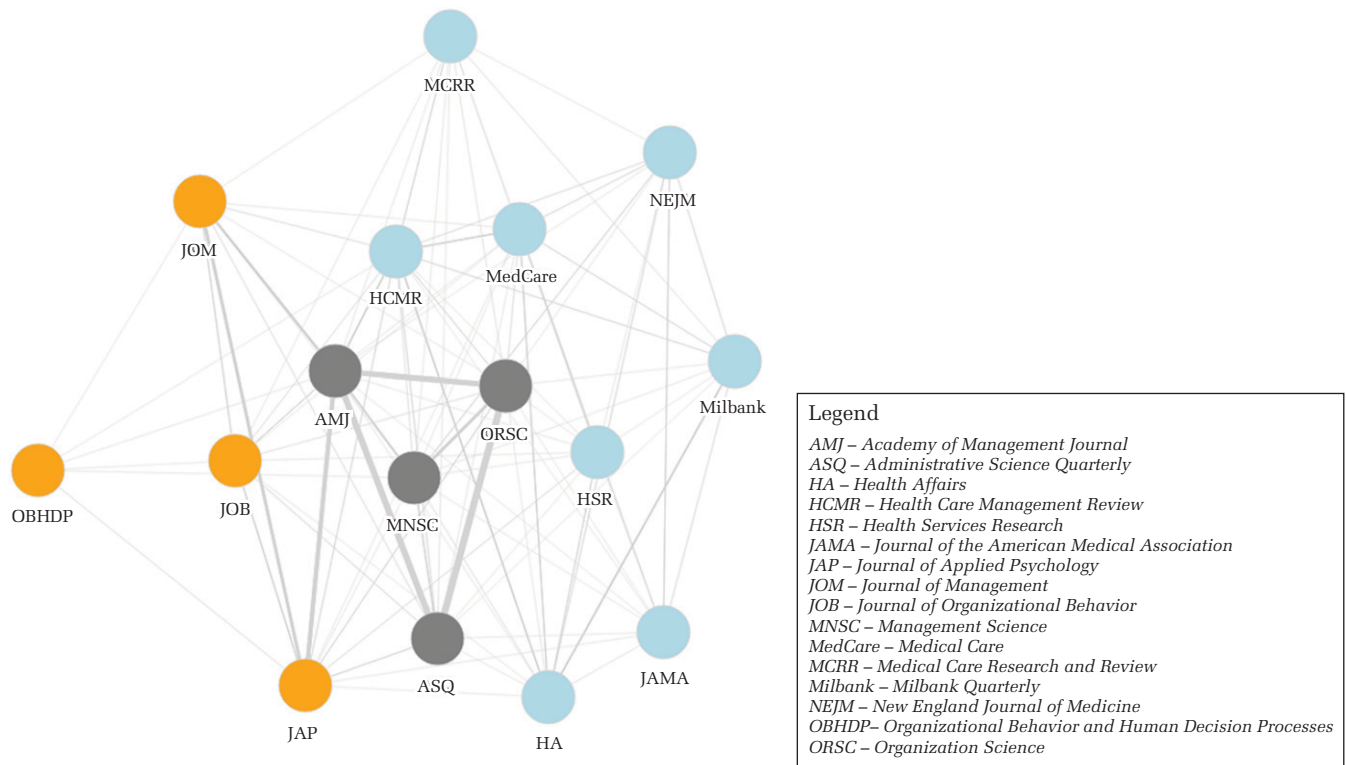 MCRR
NEJM
JOM
MedCare
HCMR
Milbank
AMJ
ORSC
HSR
OBHDP
JOB
MNSC
JAMA
ASQ
JAP
HA
Legend
AMJ – Academy of Management Journal
ASQ – Administrative Science Quarterly
HA – Health Affairs
HCMR – Health Care Management Review
HSR – Health Services Research
JAMA – Journal of the American Medical Association
JAP – Journal of Applied Psychology
JOM – Journal of Management
JOB – Journal of Organizational Behavior
MNSC – Management Science
MedCare – Medical Care
MCRR – Medical Care Research and Review
Milbank – Milbank Quarterly
NEJM – New England Journal of Medicine
OBHDP– Organizational Behavior and Human Decision Processes
ORSC – Organization Science